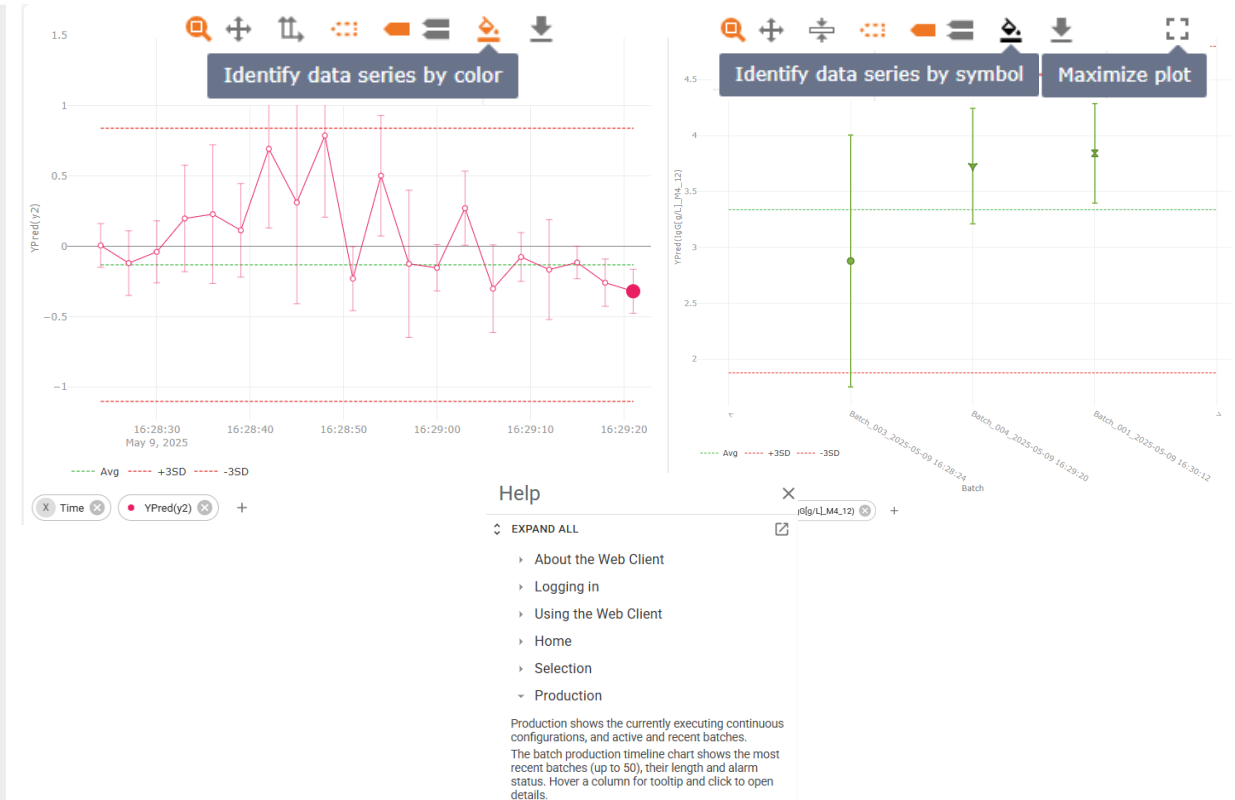 Identify data series by color
1.5
1
0.5
0
−0.5
−1
YPred(y2)
16:28:30
May 9, 2025
16:28:40
16:28:50
16:29:00
16:29:10
16:29:20
Avg
+3SD
-3SD
X Time
YPred(y2)
+
Identify data series by symbol
Maximize plot
4.5
4
3.5
3
2.5
2
YPred(IgG[g/L]_M4_12)
<
Batch_003_2025-05-09 16:28:24
Batch_004_2025-05-09 16:29:20
Batch_001_2025-05-09 16:30:12
>
Batch
Avg
+3SD
-3SD
gG[g/L]_M4_12)
+
Help
EXPAND ALL
About the Web Client
Logging in
Using the Web Client
Home
Selection
Production
Production shows the currently executing continuous
configurations, and active and recent batches.
The batch production timeline chart shows the most
recent batches (up to 50), their length and alarm
status. Hover a column for tooltip and click to open
details.